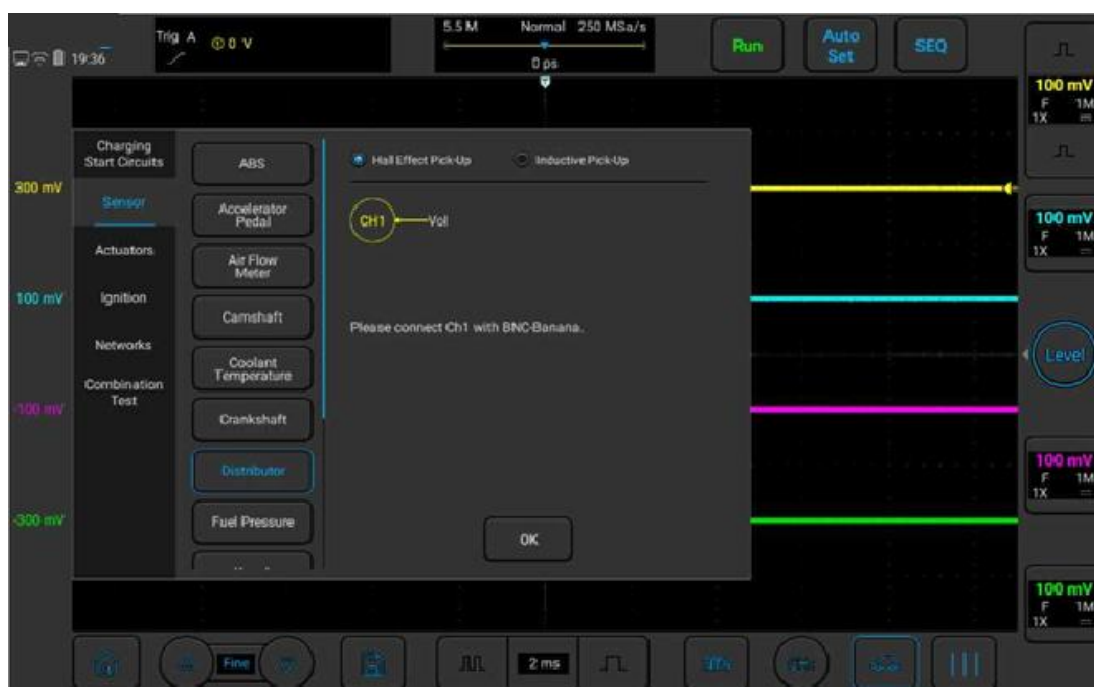 Trig A 0 V
5.5 M Normal 250 MSa/s
0 ps
Run
Auto
Set
SEQ
19:36
100 mV
F 1M
1X
Charging
Start Circuits
Sensor
Actuators
Ignition
Networks
Combination
Test
ABS
Accelerator
Pedal
Air Flow
Meter
Camshaft
Coolant
Temperature
Crankshaft
Distributor
Fuel Pressure
Hall Effect Pick-Up
Inductive Pick-Up
CH1 Volt
Please connect Ch1 with BNC-Banana.
OK
300 mV
100 mV
-100 mV
-300 mV
100 mV
F 1M
1X
Level
100 mV
F 1M
1X
100 mV
F 1M
1X
Fine
2 ms